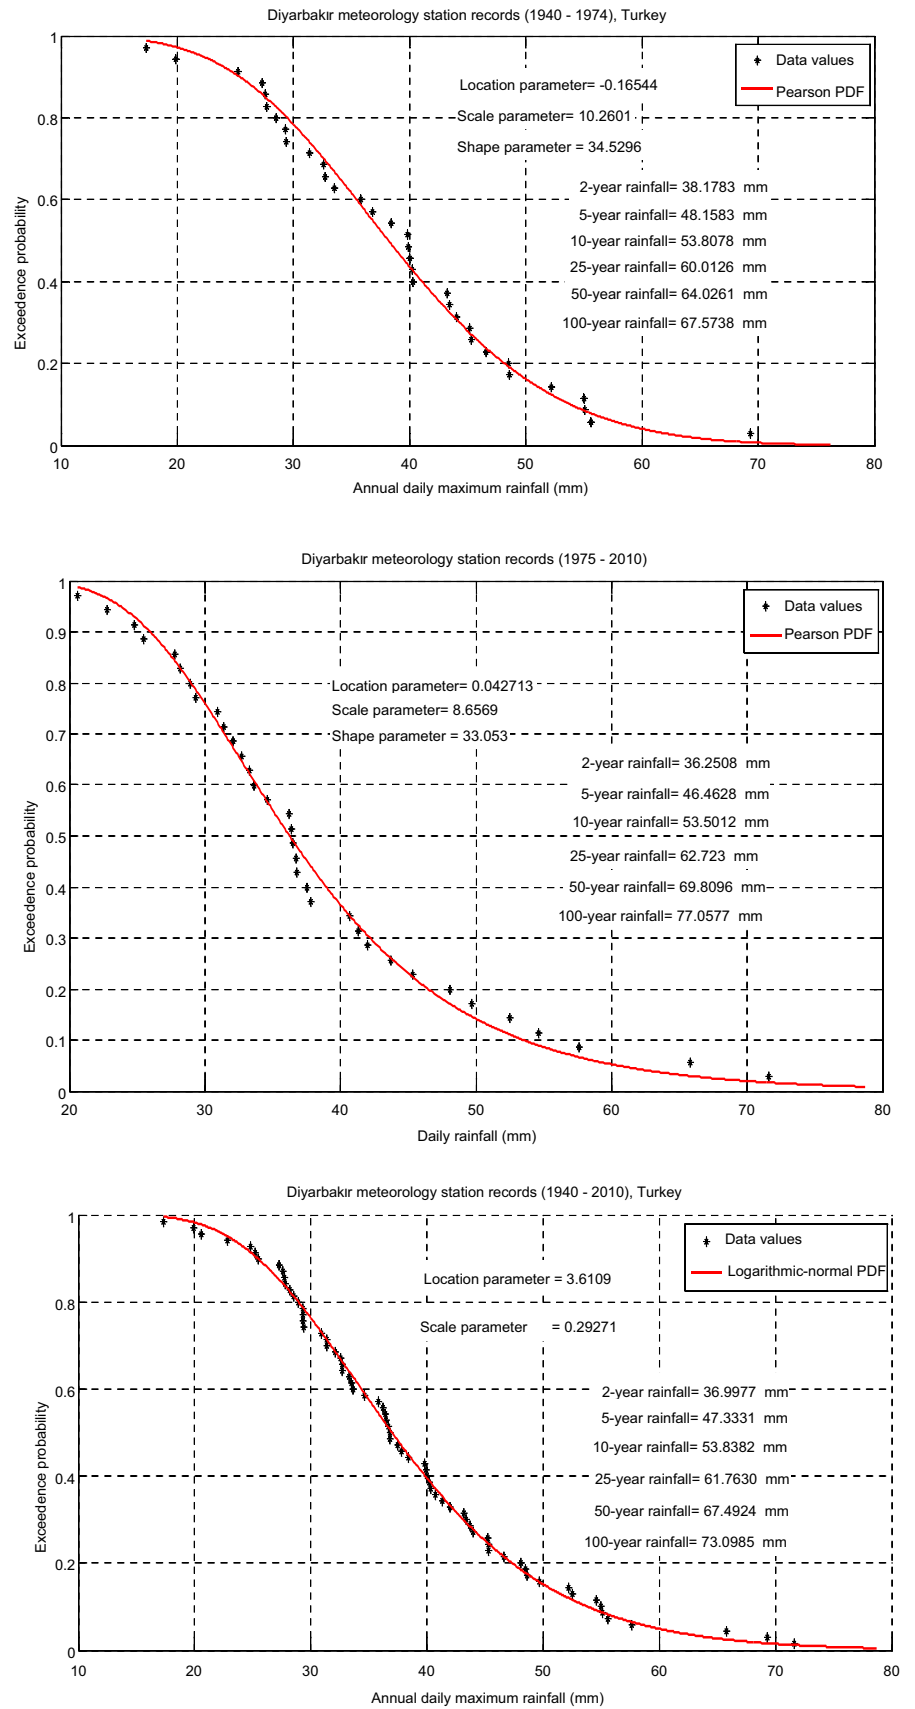 Diyarbakır meteorology station records (1940 - 1974), Turkey
1
Data values
Location parameter= -0.16544
Pearson PDF
0.8
Scale parameter= 10.2601
Shape parameter = 34.5296
2-year rainfall= 38.1783 mm
0.6
5-year rainfall= 48.1583 mm
10-year rainfall= 53.8078 mm
25-year rainfall= 60.0126 mm
0.4
50-year rainfall= 64.0261 mm
100-year rainfall= 67.5738 mm
0.2
0
Exceedence probability
10 20 30 40 50 60 70 80
Annual daily maximum rainfall (mm)
Diyarbakır meteorology station records (1975 - 2010)
1
Data values
0.9
Pearson PDF
0.8
Location parameter= 0.042713
Scale parameter= 8.6569
0.7
Shape parameter = 33.053
2-year rainfall= 36.2508 mm
0.6
5-year rainfall= 46.4628 mm
10-year rainfall= 53.5012 mm
0.5
25-year rainfall= 62.723 mm
0.4
50-year rainfall= 69.8096 mm
100-year rainfall= 77.0577 mm
0.3
0.2
0.1
0
Exceedence probability
20 30 40 50 60 70 80
Daily rainfall (mm)
Diyarbakır meteorology station records (1940 - 2010), Turkey
1
Data values
Logarithmic-normal PDF
Location parameter = 3.6109
0.8
Scale parameter = 0.29271
0.6
2-year rainfall= 36.9977 mm
5-year rainfall= 47.3331 mm
10-year rainfall= 53.8382 mm
0.4
25-year rainfall= 61.7630 mm
50-year rainfall= 67.4924 mm
100-year rainfall= 73.0985 mm
0.2
0
Exceedence probability
10 20 30 40 50 60 70 80
Annual daily maximum rainfall (mm)